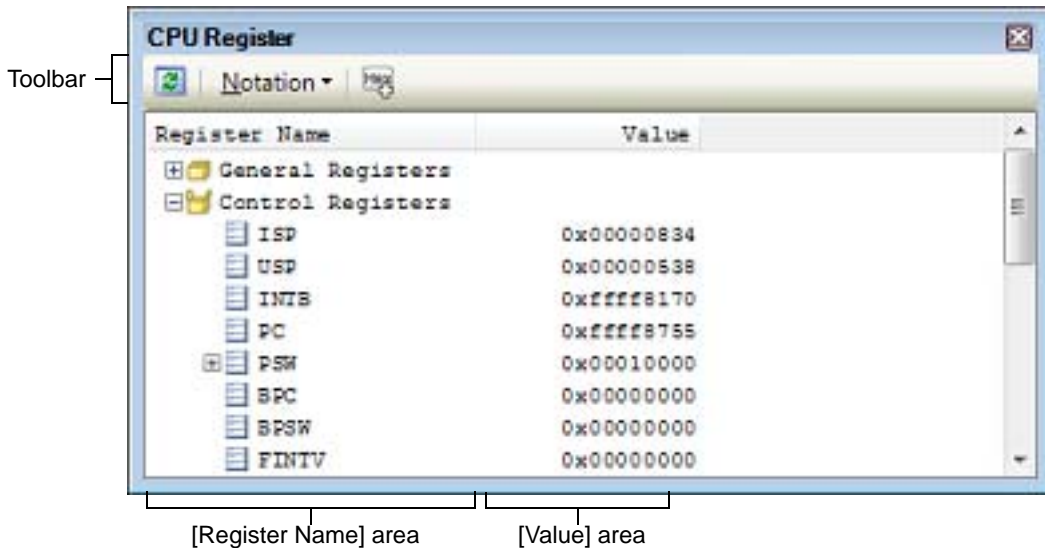 CPU Register
Toolbar
Notation
Hex
Register Name Value
General Registers
Control Registers
ISP 0x00000834
USP 0x00000538
INTB 0xffff8170
PC 0xffff8755
PSW 0x00010000
BPC 0x00000000
BPSW 0x00000000
FINTV 0x00000000
[Register Name] area [Value] area